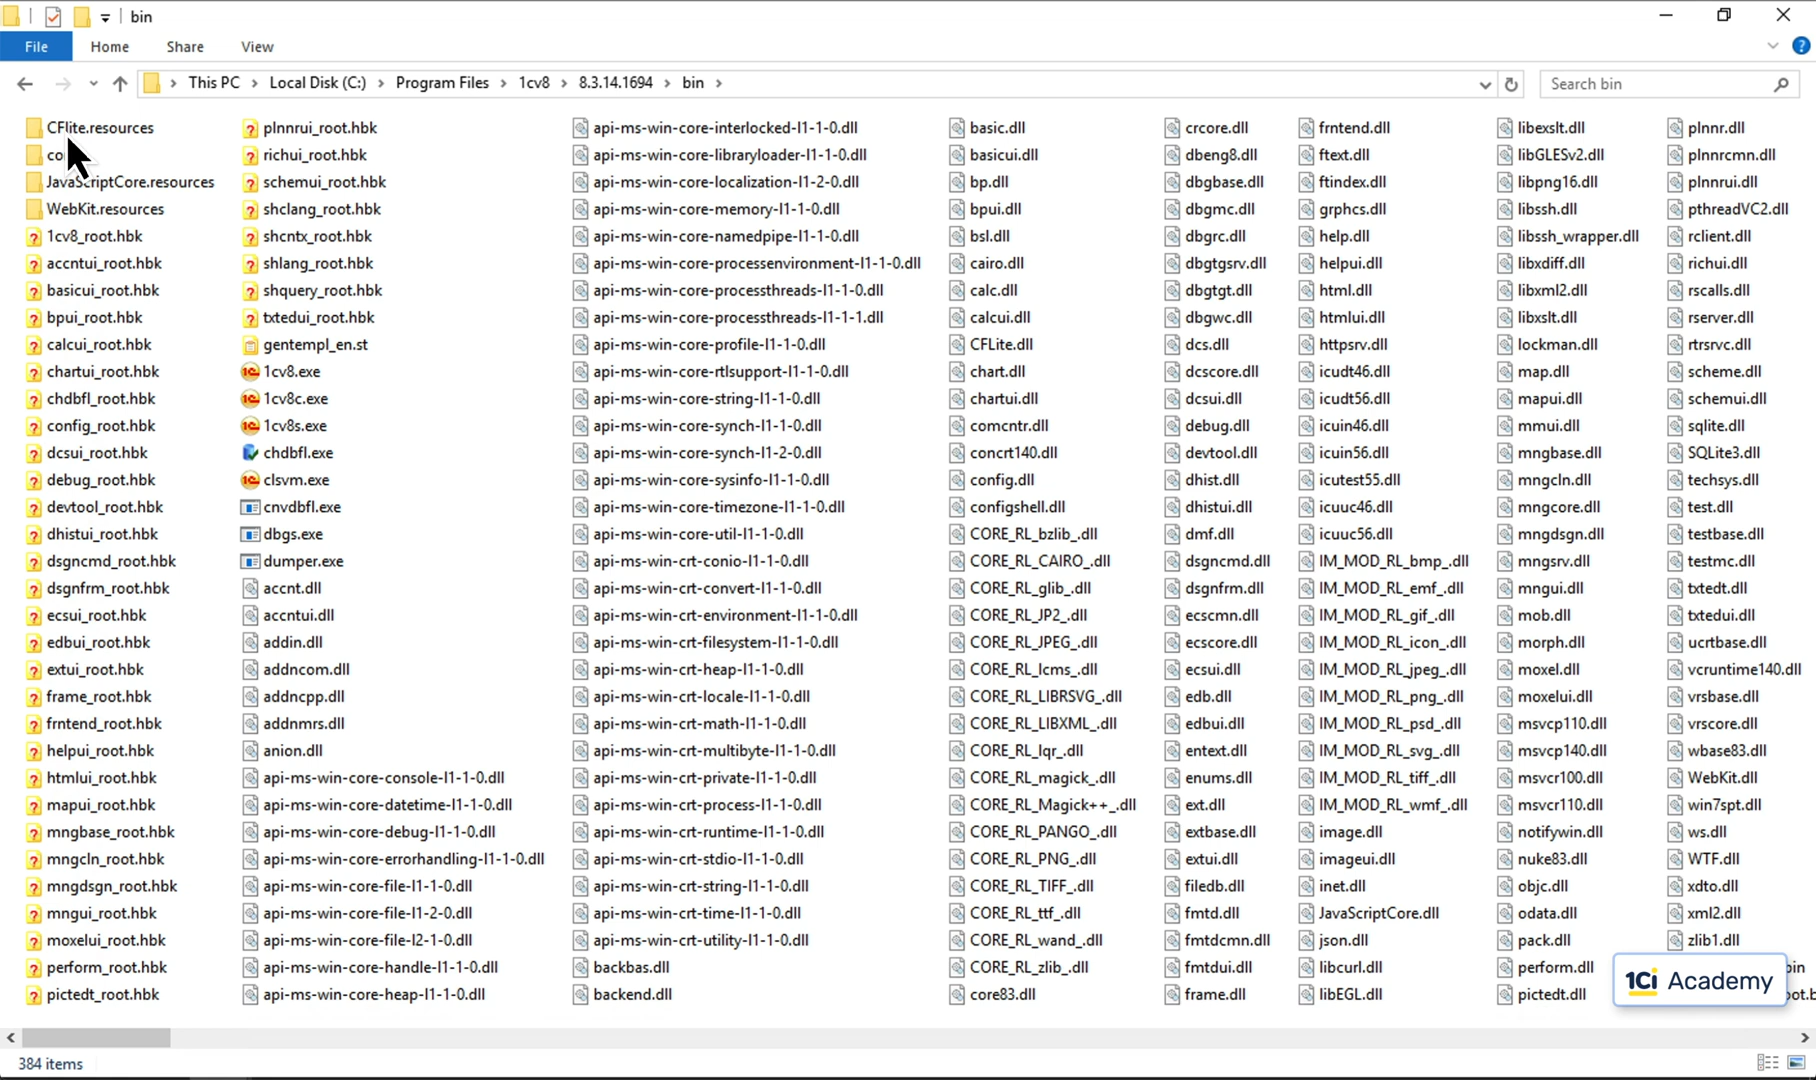 bin
File
Home
Share
View
This PC > Local Disk (C:) > Program Files > 1cv8 > 8.3.14.1694 > bin >
Search bin
CFlite.resources
JavaScriptCore.resources
WebKit.resources
1cv8_root.hbk
accntui_root.hbk
basicui_root.hbk
bpui_root.hbk
calcui_root.hbk
chartui_root.hbk
chdbfl_root.hbk
config_root.hbk
dcsui_root.hbk
debug_root.hbk
devtool_root.hbk
dhistui_root.hbk
dsgncmd_root.hbk
dsgnfrm_root.hbk
ecsui_root.hbk
edbui_root.hbk
extui_root.hbk
frame_root.hbk
frntend_root.hbk
helpui_root.hbk
htmlui_root.hbk
mapui_root.hbk
mngbase_root.hbk
mngcln_root.hbk
mngdsgn_root.hbk
mngui_root.hbk
moxelui_root.hbk
perform_root.hbk
pictedt_root.hbk
plnnrui_root.hbk
richui_root.hbk
schemui_root.hbk
shclang_root.hbk
shcntx_root.hbk
shlang_root.hbk
shquery_root.hbk
txtedui_root.hbk
gentempl_en.st
1cv8.exe
1cv8c.exe
1cv8s.exe
chdbfl.exe
clsvm.exe
cnvdbfl.exe
dbgs.exe
dumper.exe
accnt.dll
accntui.dll
addin.dll
addncom.dll
addncpp.dll
addnmrs.dll
anion.dll
api-ms-win-core-console-l1-1-0.dll
api-ms-win-core-datetime-l1-1-0.dll
api-ms-win-core-debug-l1-1-0.dll
api-ms-win-core-errorhandling-l1-1-0.dll
api-ms-win-core-file-l1-1-0.dll
api-ms-win-core-file-l1-2-0.dll
api-ms-win-core-file-l2-1-0.dll
api-ms-win-core-handle-l1-1-0.dll
api-ms-win-core-heap-l1-1-0.dll
api-ms-win-core-interlocked-l1-1-0.dll
api-ms-win-core-libraryloader-l1-1-0.dll
api-ms-win-core-localization-l1-2-0.dll
api-ms-win-core-memory-l1-1-0.dll
api-ms-win-core-namedpipe-l1-1-0.dll
api-ms-win-core-processenvironment-l1-1-0.dll
api-ms-win-core-processthreads-l1-1-0.dll
api-ms-win-core-processthreads-l1-1-1.dll
api-ms-win-core-profile-l1-1-0.dll
api-ms-win-core-rtlsupport-l1-1-0.dll
api-ms-win-core-string-l1-1-0.dll
api-ms-win-core-synch-l1-1-0.dll
api-ms-win-core-synch-l1-2-0.dll
api-ms-win-core-sysinfo-l1-1-0.dll
api-ms-win-core-timezone-l1-1-0.dll
api-ms-win-core-util-l1-1-0.dll
api-ms-win-crt-conio-l1-1-0.dll
api-ms-win-crt-convert-l1-1-0.dll
api-ms-win-crt-environment-l1-1-0.dll
api-ms-win-crt-filesystem-l1-1-0.dll
api-ms-win-crt-heap-l1-1-0.dll
api-ms-win-crt-locale-l1-1-0.dll
api-ms-win-crt-math-l1-1-0.dll
api-ms-win-crt-multibyte-l1-1-0.dll
api-ms-win-crt-private-l1-1-0.dll
api-ms-win-crt-process-l1-1-0.dll
api-ms-win-crt-runtime-l1-1-0.dll
api-ms-win-crt-stdio-l1-1-0.dll
api-ms-win-crt-string-l1-1-0.dll
api-ms-win-crt-time-l1-1-0.dll
api-ms-win-crt-utility-l1-1-0.dll
backbas.dll
backend.dll
basic.dll
basicui.dll
bp.dll
bpui.dll
bsl.dll
cairo.dll
calc.dll
calcui.dll
CFLite.dll
chart.dll
chartui.dll
comcntr.dll
concrt140.dll
config.dll
configshell.dll
CORE_RL_bzlib_.dll
CORE_RL_CAIRO_.dll
CORE_RL_glib_.dll
CORE_RL_JP2_.dll
CORE_RL_JPEG_.dll
CORE_RL_lcms_.dll
CORE_RL_LIBRSVG_.dll
CORE_RL_LIBXML_.dll
CORE_RL_lqr_.dll
CORE_RL_magick_.dll
CORE_RL_Magick++_.dll
CORE_RL_PANGO_.dll
CORE_RL_PNG_.dll
CORE_RL_TIFF_.dll
CORE_RL_ttf_.dll
CORE_RL_wand_.dll
CORE_RL_zlib_.dll
core83.dll
crcore.dll
dbeng8.dll
dbgbase.dll
dbgmc.dll
dbgrc.dll
dbgtgsrv.dll
dbgtgt.dll
dbgwc.dll
dcs.dll
dcscore.dll
dcsui.dll
debug.dll
devtool.dll
dhist.dll
dhistui.dll
dmf.dll
dsgncmd.dll
dsgnfrm.dll
ecscmn.dll
ecscore.dll
ecsui.dll
edb.dll
edbui.dll
entext.dll
enums.dll
ext.dll
extbase.dll
extui.dll
filedb.dll
fmtd.dll
fmtdcmn.dll
fmtdui.dll
frame.dll
frntend.dll
ftext.dll
ftindex.dll
grphcs.dll
help.dll
helpui.dll
html.dll
htmlui.dll
httpsrv.dll
icudt46.dll
icudt56.dll
icuin46.dll
icuin56.dll
icutest55.dll
icuuc46.dll
icuuc56.dll
IM_MOD_RL_bmp_.dll
IM_MOD_RL_emf_.dll
IM_MOD_RL_gif_.dll
IM_MOD_RL_icon_.dll
IM_MOD_RL_jpeg_.dll
IM_MOD_RL_png_.dll
IM_MOD_RL_psd_.dll
IM_MOD_RL_svg_.dll
IM_MOD_RL_tiff_.dll
IM_MOD_RL_wmf_.dll
image.dll
imageui.dll
inet.dll
JavaScriptCore.dll
json.dll
libcurl.dll
libEGL.dll
libexslt.dll
libGLESv2.dll
libpng16.dll
libssh.dll
libssh_wrapper.dll
libxdiff.dll
libxml2.dll
libxslt.dll
lockman.dll
map.dll
mapui.dll
mmui.dll
mngbase.dll
mngcln.dll
mngcore.dll
mngdsgn.dll
mngsrv.dll
mngui.dll
mob.dll
morph.dll
moxel.dll
moxelui.dll
msvcp110.dll
msvcp140.dll
msvcr100.dll
msvcr110.dll
notifywin.dll
nuke83.dll
objc.dll
odata.dll
pack.dll
perform.dll
pictedt.dll
plnnr.dll
plnnrcmn.dll
plnnrui.dll
pthreadVC2.dll
rclient.dll
richui.dll
rscalls.dll
rserver.dll
rtrsrvc.dll
scheme.dll
schemui.dll
sqlite.dll
SQLite3.dll
techsys.dll
test.dll
testbase.dll
testmc.dll
txtedt.dll
txtedui.dll
ucrtbase.dll
vcruntime140.dll
vrsbase.dll
vrscore.dll
wbase83.dll
WebKit.dll
win7spt.dll
ws.dll
WTF.dll
xdto.dll
xml2.dll
zlib1.dll
1Ci Academy
384 items